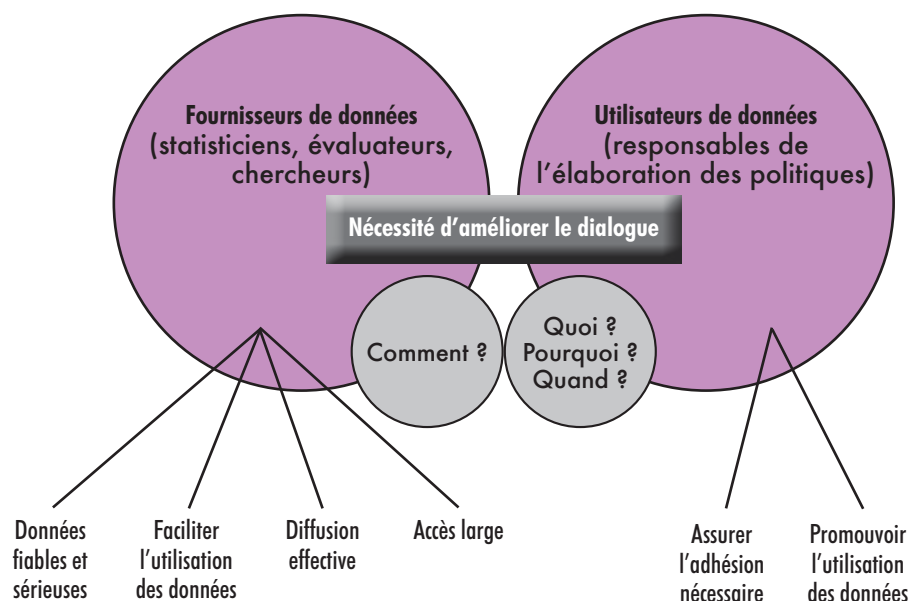 Fournisseurs de données
(statisticiens, évaluateurs,
chercheurs)
Utilisateurs de données
(responsables de
l'élaboration des politiques)
Nécessité d'améliorer le dialogue
Comment ?
Quoi ?
Pourquoi ?
Quand ?
Données
fiables et
sérieuses
Faciliter
l'utilisation
des données
Diffusion
effective
Accès large
Assurer
l'adhésion
nécessaire
Promouvoir
l'utilisation
des données